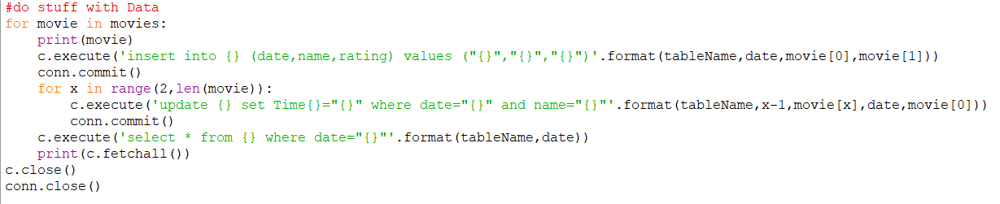 #do stuff with Data
for movie in movies:
    print(movie)
    c.execute('insert into {} (date,name,rating) values ("{}","{}","{}")'.format(tableName,date,movie[0],movie[1]))
    conn.commit()
    for x in range(2,len(movie)):
        c.execute('update {} set Time{}="{}" where date="{}" and name="{}"'.format(tableName,x-1,movie[x],date,movie[0]))
        conn.commit()
    c.execute('select * from {} where date="{}"'.format(tableName,date))
    print(c.fetchall())
c.close()
conn.close()